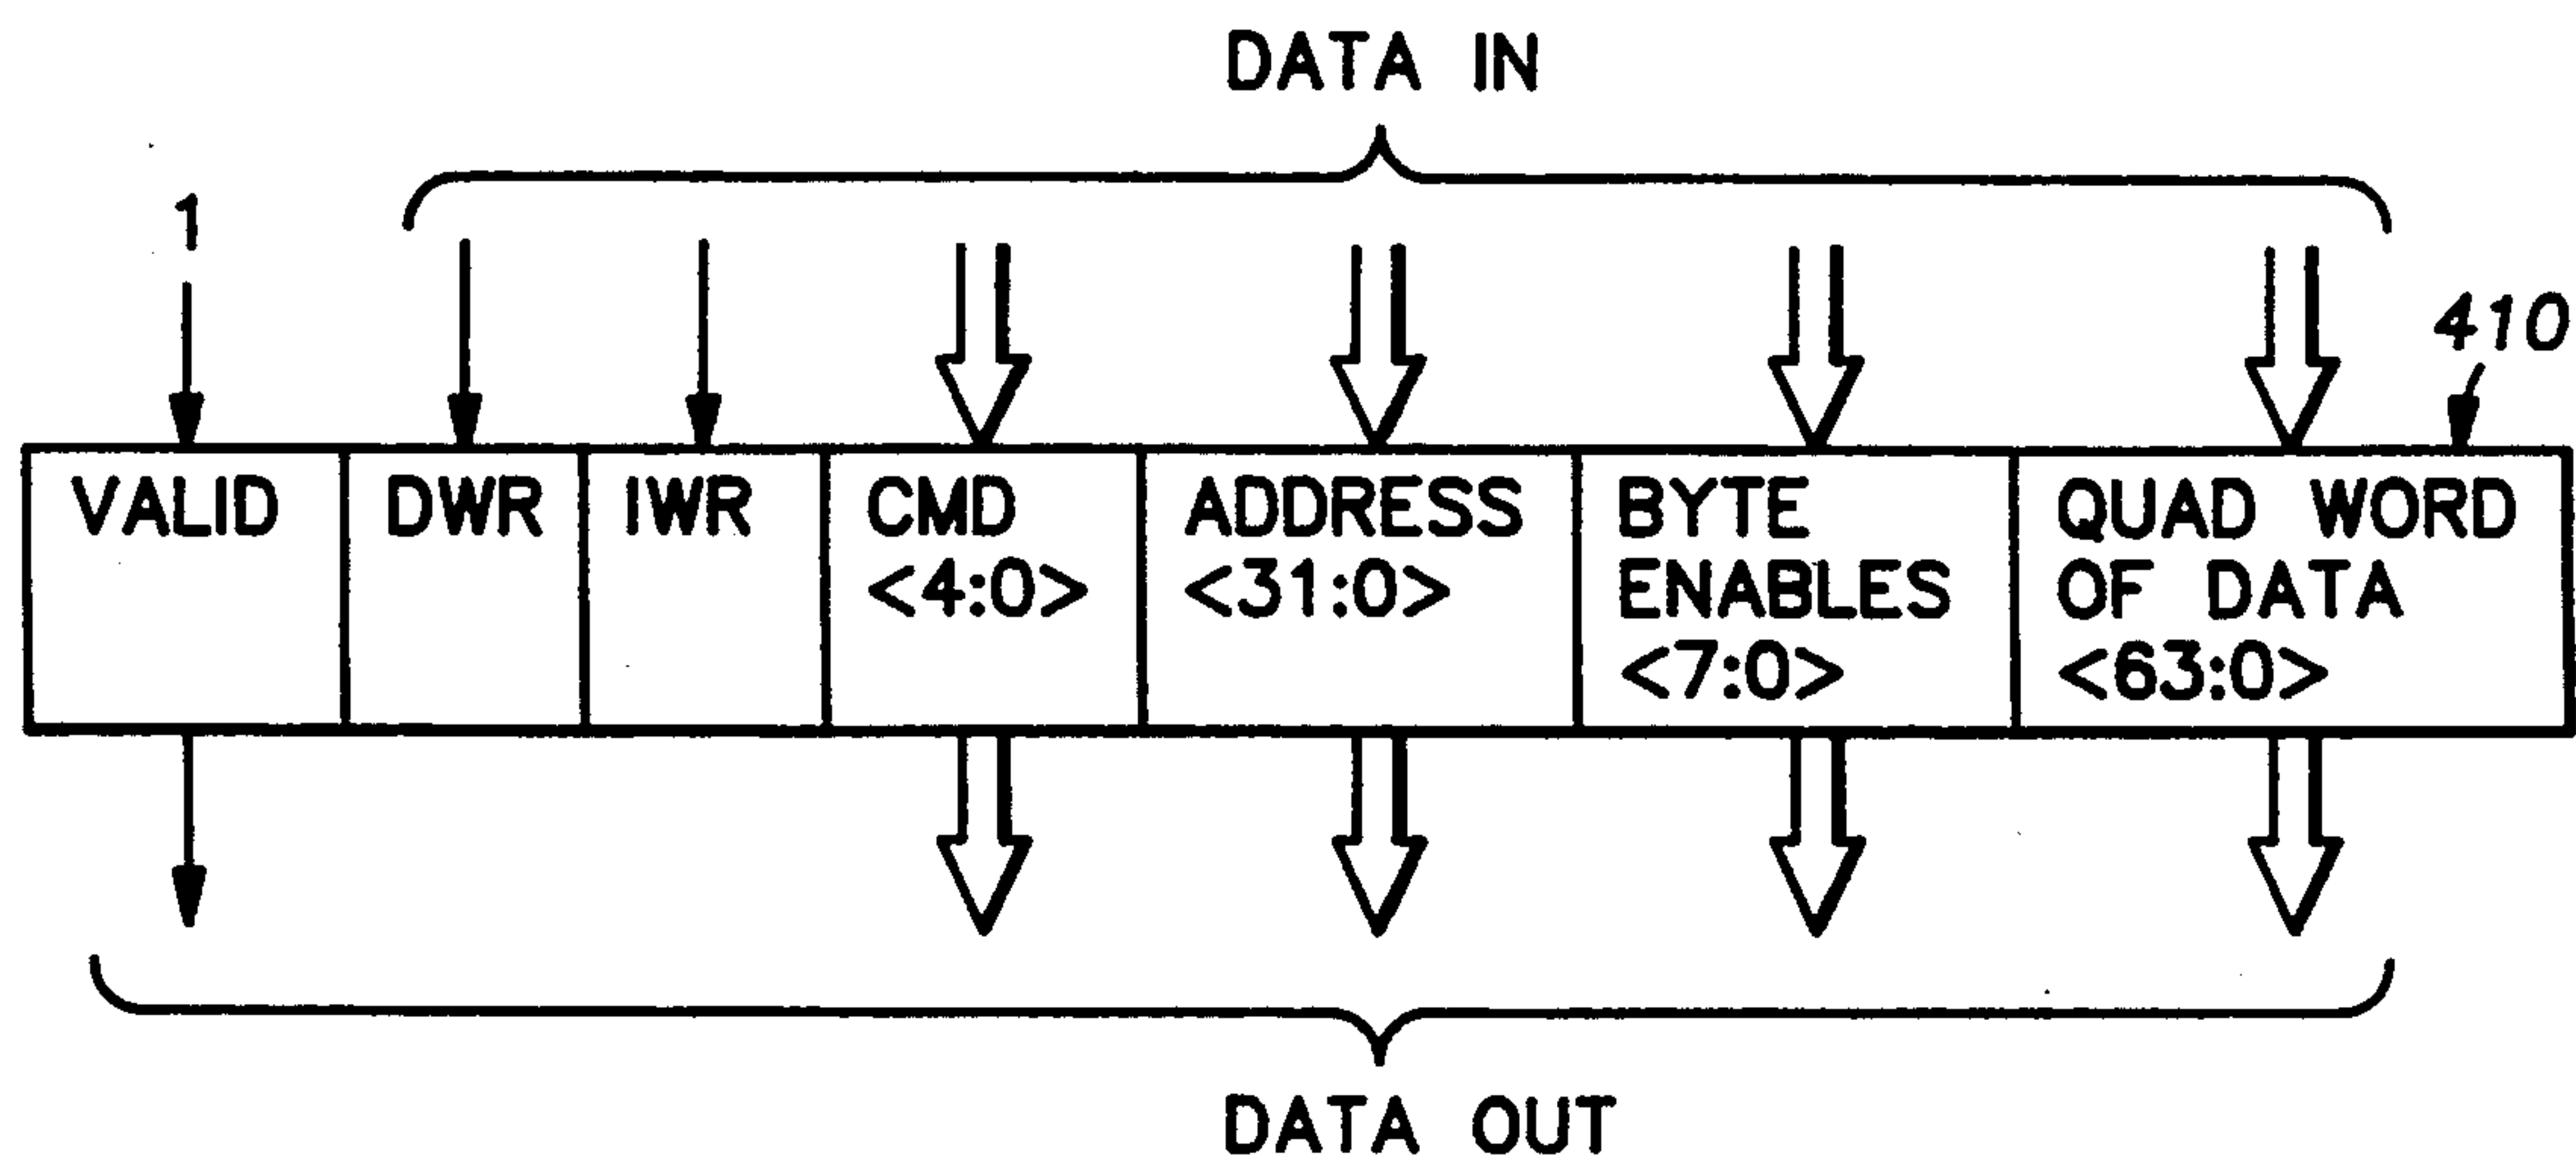 DATA IN
1
410
VALID
DWR
IWR
CMD
<4:0>
ADDRESS
<31:0>
BYTE
ENABLES
<7:0>
QUAD WORD
OF DATA
<63:0>
DATA OUT